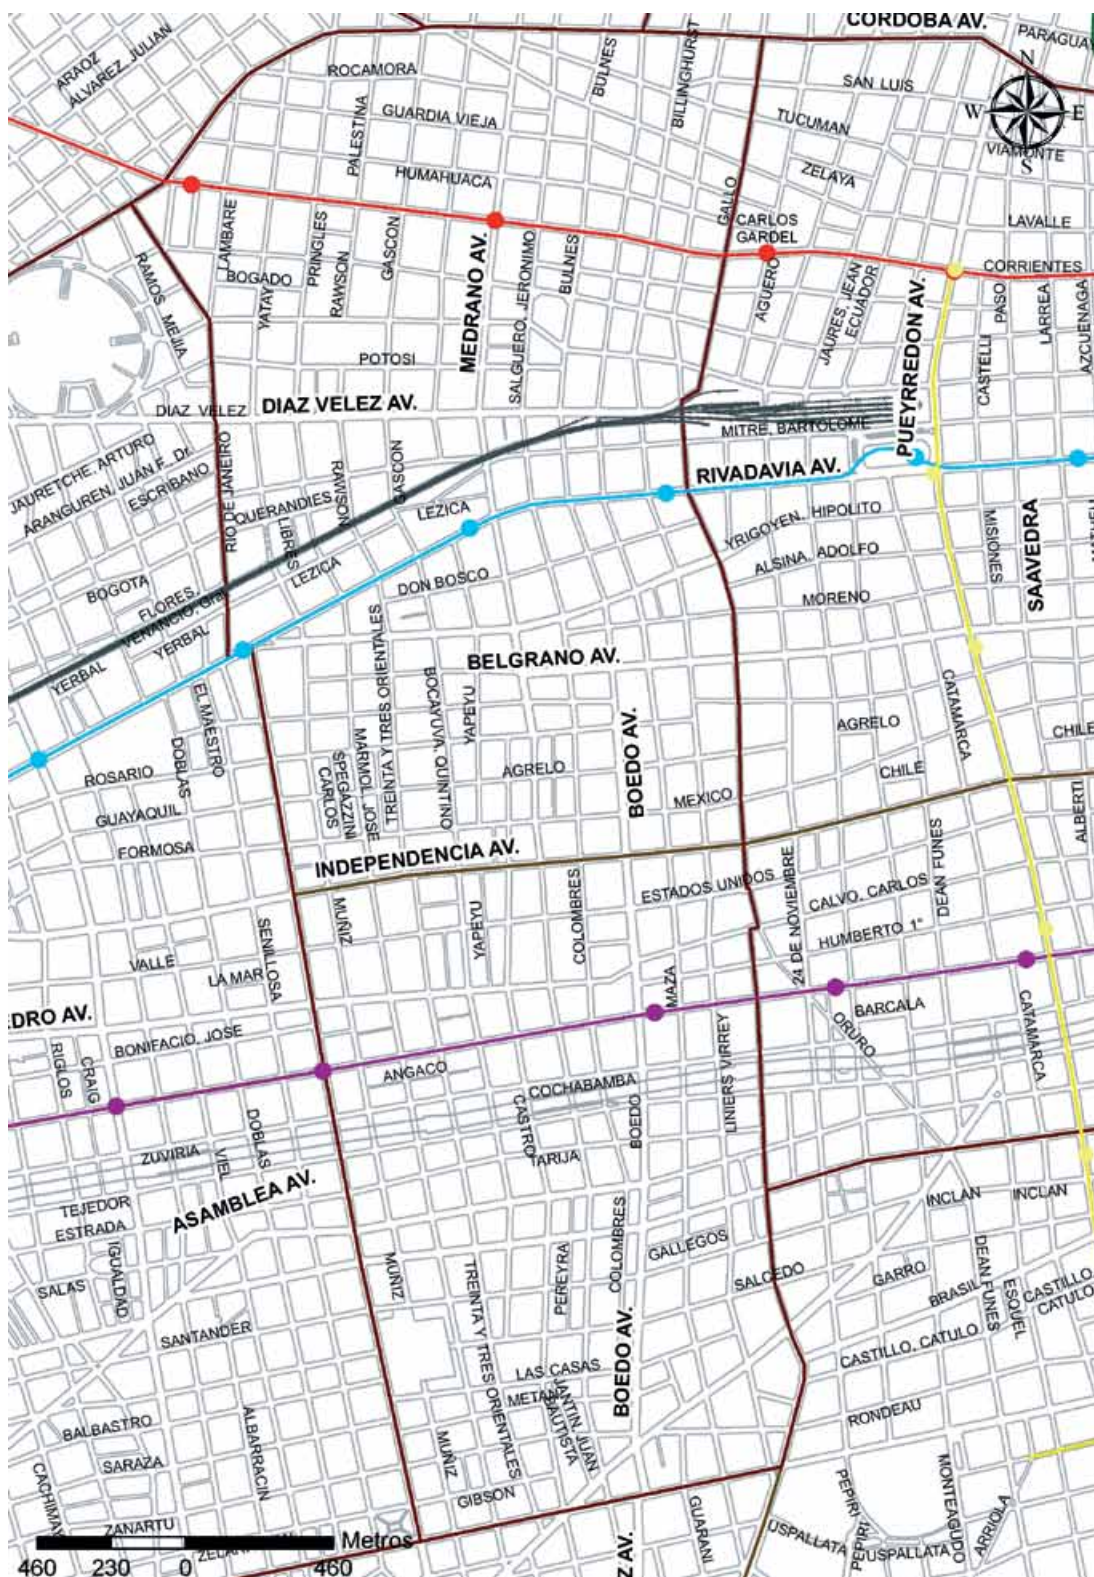 CORDOBA AV.
PARAGUAY
ARAOZ
ALVAREZ, JULIAN
ROCAMORA
BULNES
BILLINGHURST
SAN LUIS
N
W
E
S
GUARDIA VIEJA
PALESTINA
TUCUMAN
VIAMONTE
HUMAHUACA
ZELAYA
LAMBARE
PRINGLES
RAWSON
GASCON
MEDRANO AV.
SALGUERO, JERONIMO
BULNES
GALLO
CARLOS
GARDEL
LAVALLE
CORRIENTES
RAMOS MEJIA
BOGADO
YATAY
AGUERO
JAURES, JEAN
ECUADOR
PUEYRREDON AV.
PASO
LARREA
AZCUENAGA
CASTELLI
POTOSI
DIAZ VELEZ
DIAZ VELEZ AV.
MITRE, BARTOLOME
JAURETCHE, ARTURO
ARANGUREN, JUAN F., Dr.
ESCRIBANO
RIO DE JANEIRO
QUERANDIES
RAWSON
GASCON
LEZICA
RIVADAVIA AV.
LIBRES
LEZICA
YRIGOYEN, HIPOLITO
ALSINA, ADOLFO
MISIONES
SAAVEDRA
BOGOTA
FLORES,
VENANCIO, Gral.
YERBAL
YERBAL
DON BOSCO
MORENO
BELGRANO AV.
EL MAESTRO
DOBLAS
TREINTA Y TRES ORIENTALES
BOCAYUVA, QUINTINO
YAPEYU
BOEDO AV.
CATAMARCA
AGRELO
CHILE
ROSARIO
GUAYAQUIL
FORMOSA
CARLOS
SPEGAZZINI
MARMOL, JOSE
AGRELO
MEXICO
CHILE
ALBERTI
INDEPENDENCIA AV.
ESTADOS UNIDOS
24 DE NOVIEMBRE
CALVO, CARLOS
DEAN FUNES
HUMBERTO 1°
MUÑIZ
YAPEYU
COLOMBRES
SENILLOSA
VALLE
LA MAR
MAZA
EDRO AV.
BONIFACIO, JOSE
RIGLOS
CRAIG
BARCALA
ORURO
CATAMARCA
LINIERS VIRREY
ANGACO
COCHABAMBA
CASTRO
BOEDO
DOBLAS
ZUVIRIA
VIEL
TARIJA
ASAMBLEA AV.
TEJEDOR
ESTRADA
IGUALDAD
SALAS
INCLAN
INCLAN
COLOMBRES
GALLEGOS
MUÑIZ
TREINTA Y TRES ORIENTALES
PEREYRA
SALCEDO
GARRO
BRASIL
DEAN FUNES
ESQUEL
CASTILLO,
CATULO
SANTANDER
BOEDO AV.
CASTILLO, CATULO
LAS CASAS
METAN
JANTIN, JUAN
BAUTISTA
RONDEAU
BALBASTRO
SARAZA
ALBARRACIN
MUÑIZ
GIBSON
CACHIMAY
ZANARTU
GUARANI
PEPIRI
PEPIRI
MONTEAGUDO
ARRIOLA
USPALLATA
USPALLATA
Metros
460 230 0 460
Z AV.